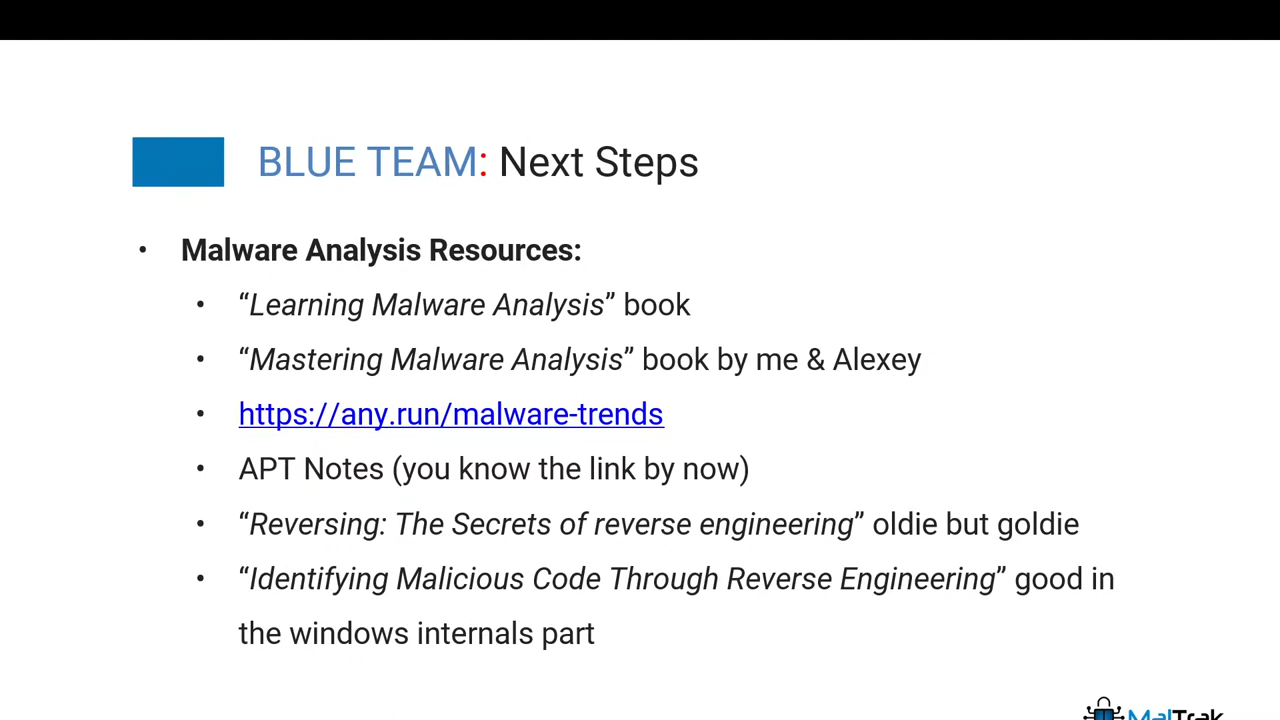 BLUE TEAM: Next Steps
• Malware Analysis Resources:
• “Learning Malware Analysis” book
• “Mastering Malware Analysis” book by me & Alexey
• https://any.run/malware-trends
• APT Notes (you know the link by now)
• “Reversing: The Secrets of reverse engineering” oldie but goldie
• “Identifying Malicious Code Through Reverse Engineering” good in
the windows internals part
MalTrak